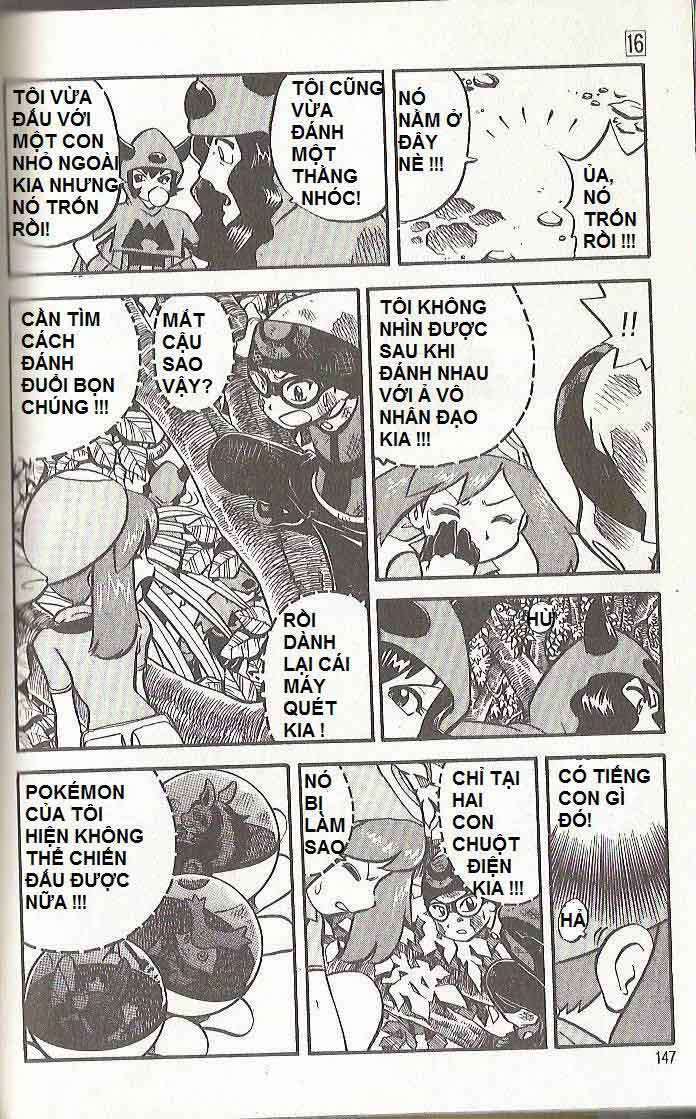 16
NÓ
NẰM Ở
ĐÂY
NÈ !!!
ỦA,
NÓ
TRỐN
RỒI !!!
TÔI CŨNG
VỪA
ĐÁNH
MỘT
THẰNG
NHÓC!
TÔI VỪA
ĐẤU VỚI
MỘT CON
NHỎ NGOÀI
KIA NHƯNG
NÓ TRỐN
RỒI!
!!
TÔI KHÔNG
NHÌN ĐƯỢC
SAU KHI
ĐÁNH NHAU
VỚI Ả VÔ
NHÂN ĐẠO
KIA !!!
MẮT
CẬU
SAO
VẬY?
CẦN TÌM
CÁCH
ĐÁNH
ĐUỔI BỌN
CHÚNG !!!
RỒI
DÀNH
LẠI CÁI
MÁY
QUÉT
KIA !
HỪ
CÓ TIẾNG
CON GÌ
ĐÓ!
HẢ
CHỈ TẠI
HAI
CON
CHUỘT
ĐIỆN
KIA !!!
NÓ
BỊ
LÀM
SAO
POKÉMON
CỦA TÔI
HIỆN KHÔNG
THỂ CHIẾN
ĐẤU ĐƯỢC
NỮA !!!
147